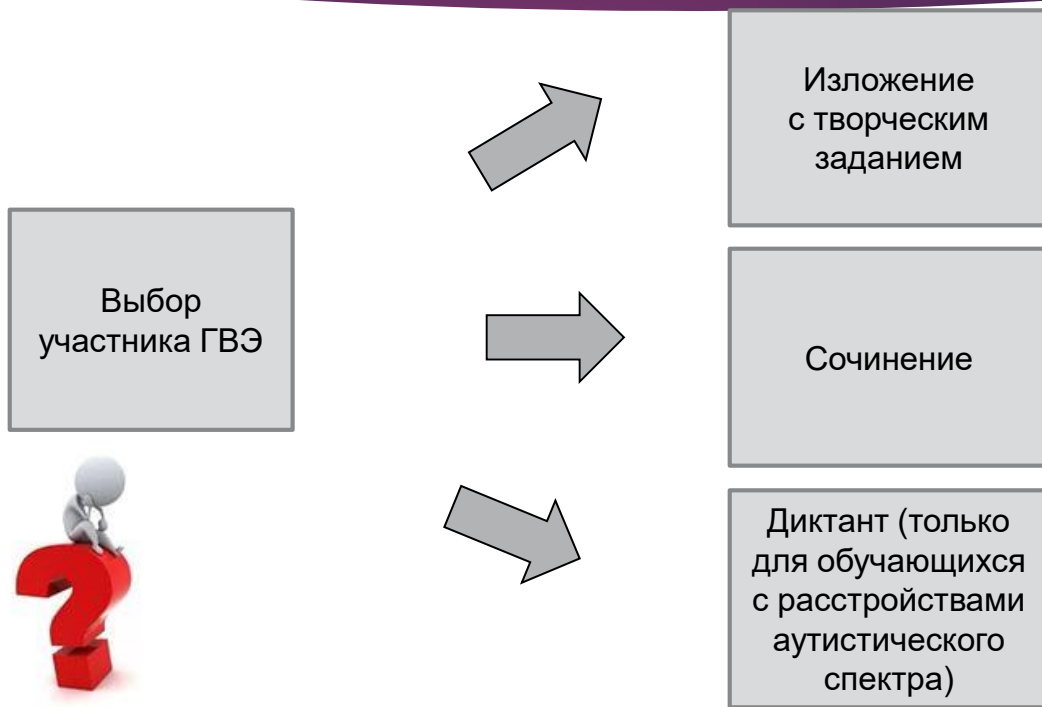 Изложение
с творческим
заданием
Выбор
участника ГВЭ
Сочинение
Диктант (только
для обучающихся
с расстройствами
аутистического
спектра)